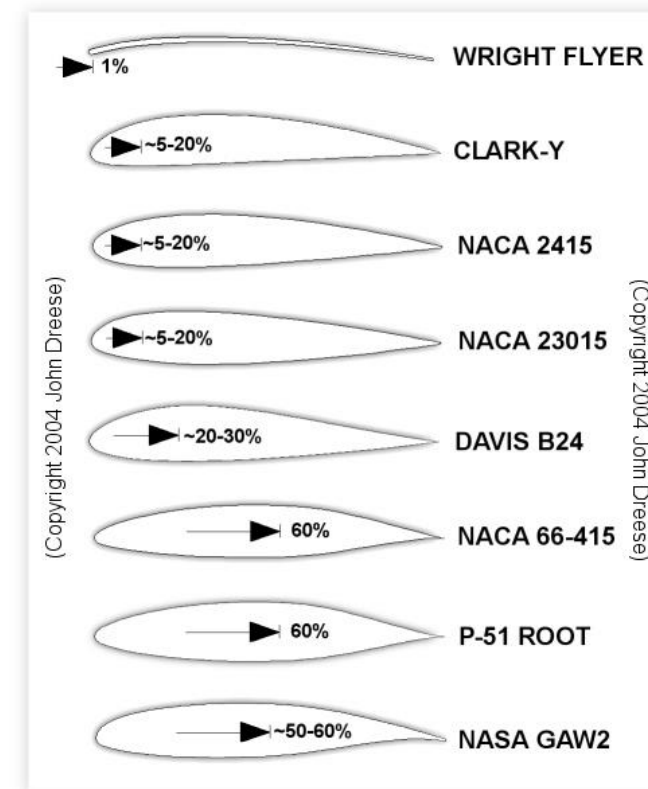 WRIGHT FLYER
1%
~5-20%
CLARK-Y
~5-20%
NACA 2415
~5-20%
NACA 23015
~20-30%
DAVIS B24
60%
NACA 66-415
60%
P-51 ROOT
~50-60%
NASA GAW2
(Copyright 2004 John Dreese)
(Copyright 2004 John Dreese)